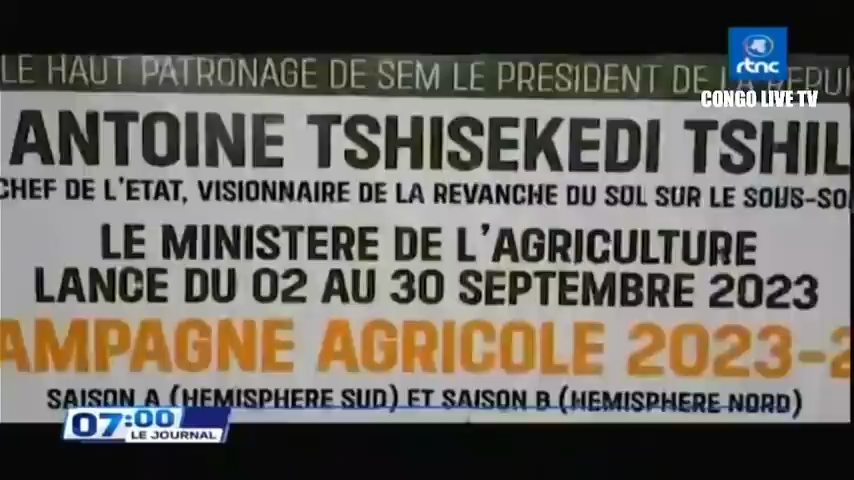 rtnc
CONGO LIVE TV
LE HAUT PATRONAGE DE SEM LE PRESIDENT DE LA REPU
ANTOINE TSHISEKEDI TSHIL
CHEF DE L'ETAT, VISIONNAIRE DE LA REVANCHE DU SOL SUR LE SOUS-SO
LE MINISTERE DE L'AGRICULTURE
LANCE DU 02 AU 30 SEPTEMBRE 2023
AMPAGNE AGRICOLE 2023-2
SAISON A (HEMISPHERE SUD) ET SAISON B (HEMISPHERE NORD)
07:00
LE JOURNAL